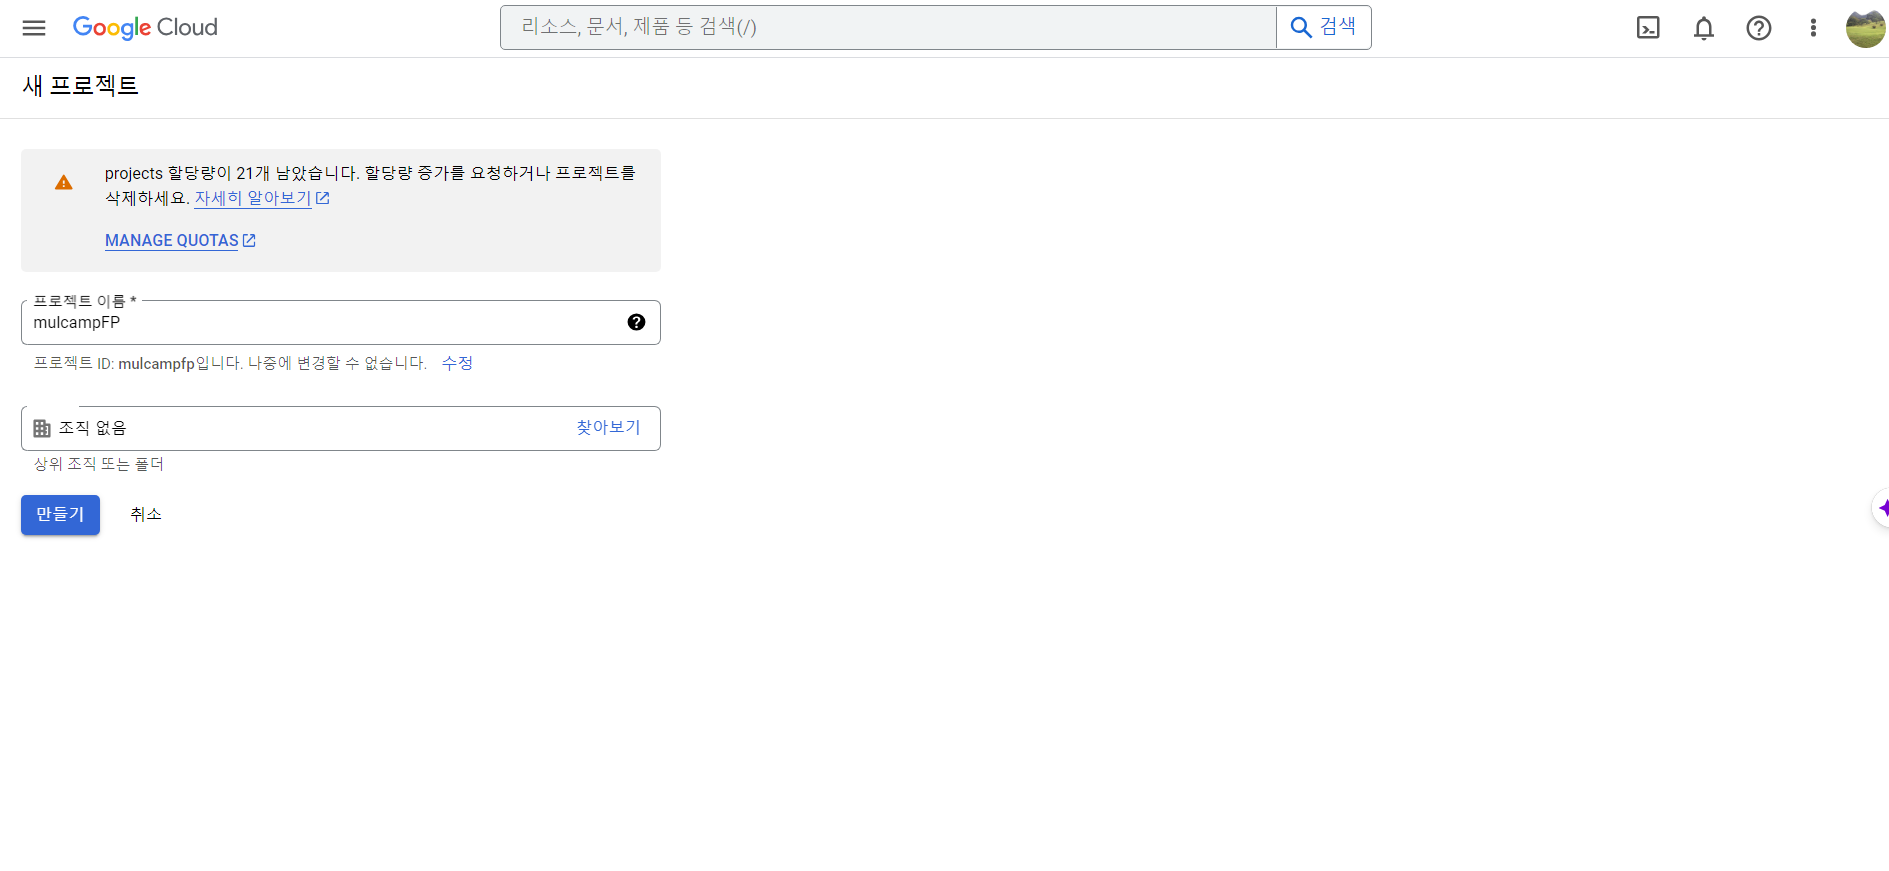 Google Cloud
리소스, 문서, 제품 등 검색(/)
검색
새 프로젝트
projects 할당량이 21개 남았습니다. 할당량 증가를 요청하거나 프로젝트를
삭제하세요. 자세히 알아보기
MANAGE QUOTAS
프로젝트 이름 *
mulcampFP
프로젝트 ID: mulcampfp입니다. 나중에 변경할 수 없습니다. 수정
조직 없음
찾아보기
상위 조직 또는 폴더
만들기
취소